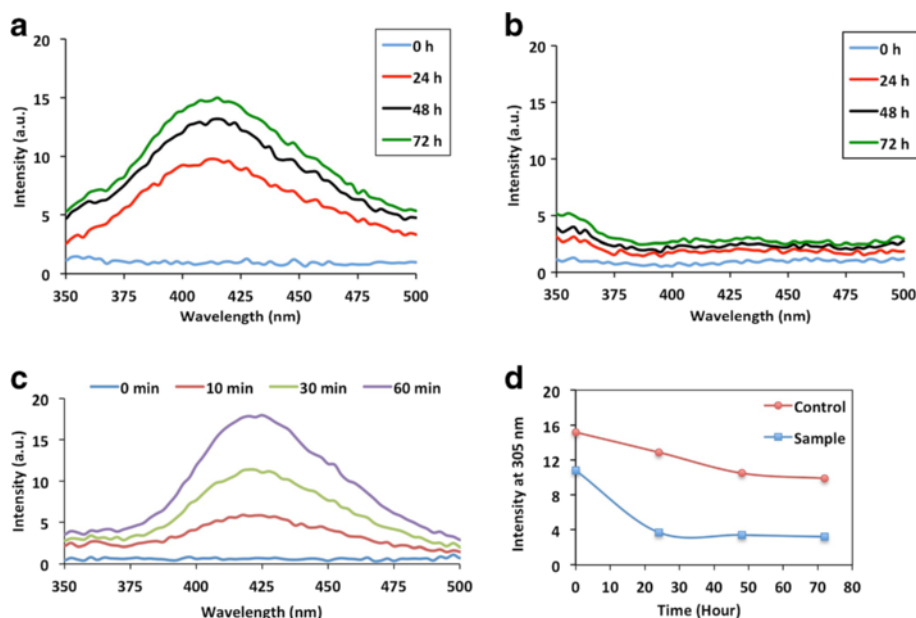 a
20
15
10
5
0
Intensity (a.u.)
0 h
24 h
48 h
72 h
350 375 400 425 450 475 500
Wavelength (nm)
b
20
15
10
5
0
Intensity (a.u.)
0 h
24 h
48 h
72 h
350 375 400 425 450 475 500
Wavelength (nm)
c
0 min 10 min 30 min 60 min
20
15
10
5
0
Intensity (a.u.)
350 375 400 425 450 475 500
Wavelength (nm)
d
20
16
12
8
4
0
Intensity at 305 nm
Control
Sample
0 10 20 30 40 50 60 70 80
Time (Hour)